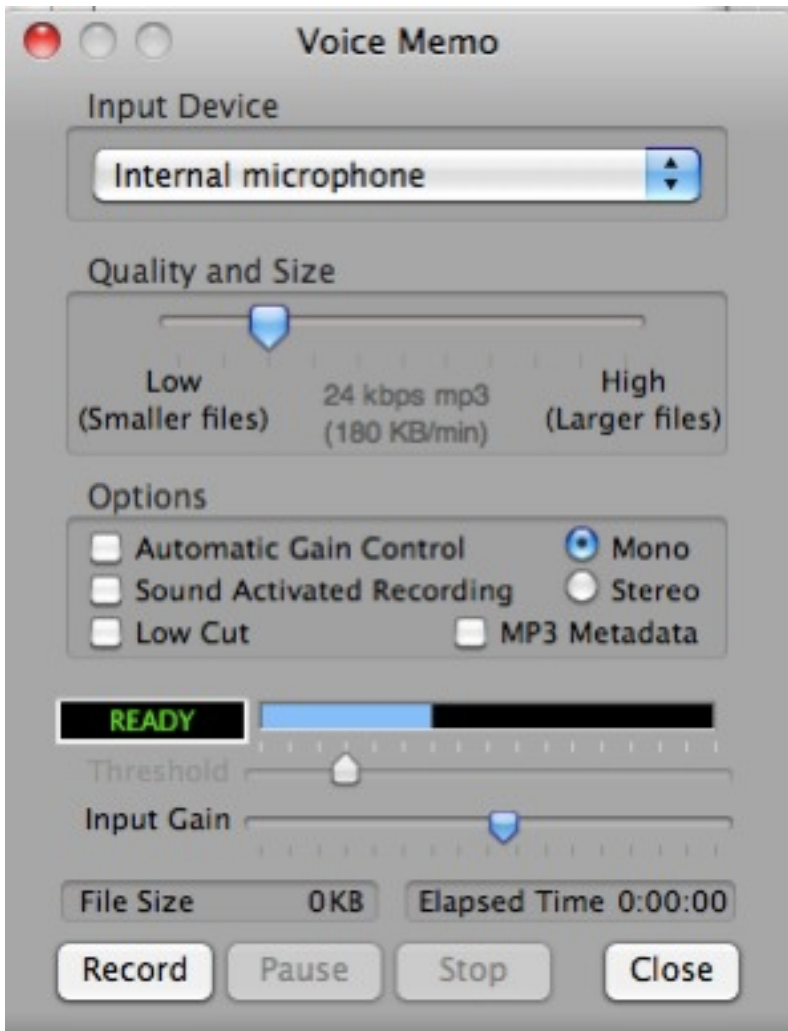 Voice Memo
Input Device
Internal microphone
Quality and Size
Low
(Smaller files)
24 kbps mp3
(180 KB/min)
High
(Larger files)
Options
Automatic Gain Control
Mono
Sound Activated Recording
Stereo
Low Cut
MP3 Metadata
READY
Threshold
Input Gain
File Size 0KB
Elapsed Time 0:00:00
Record
Pause
Stop
Close